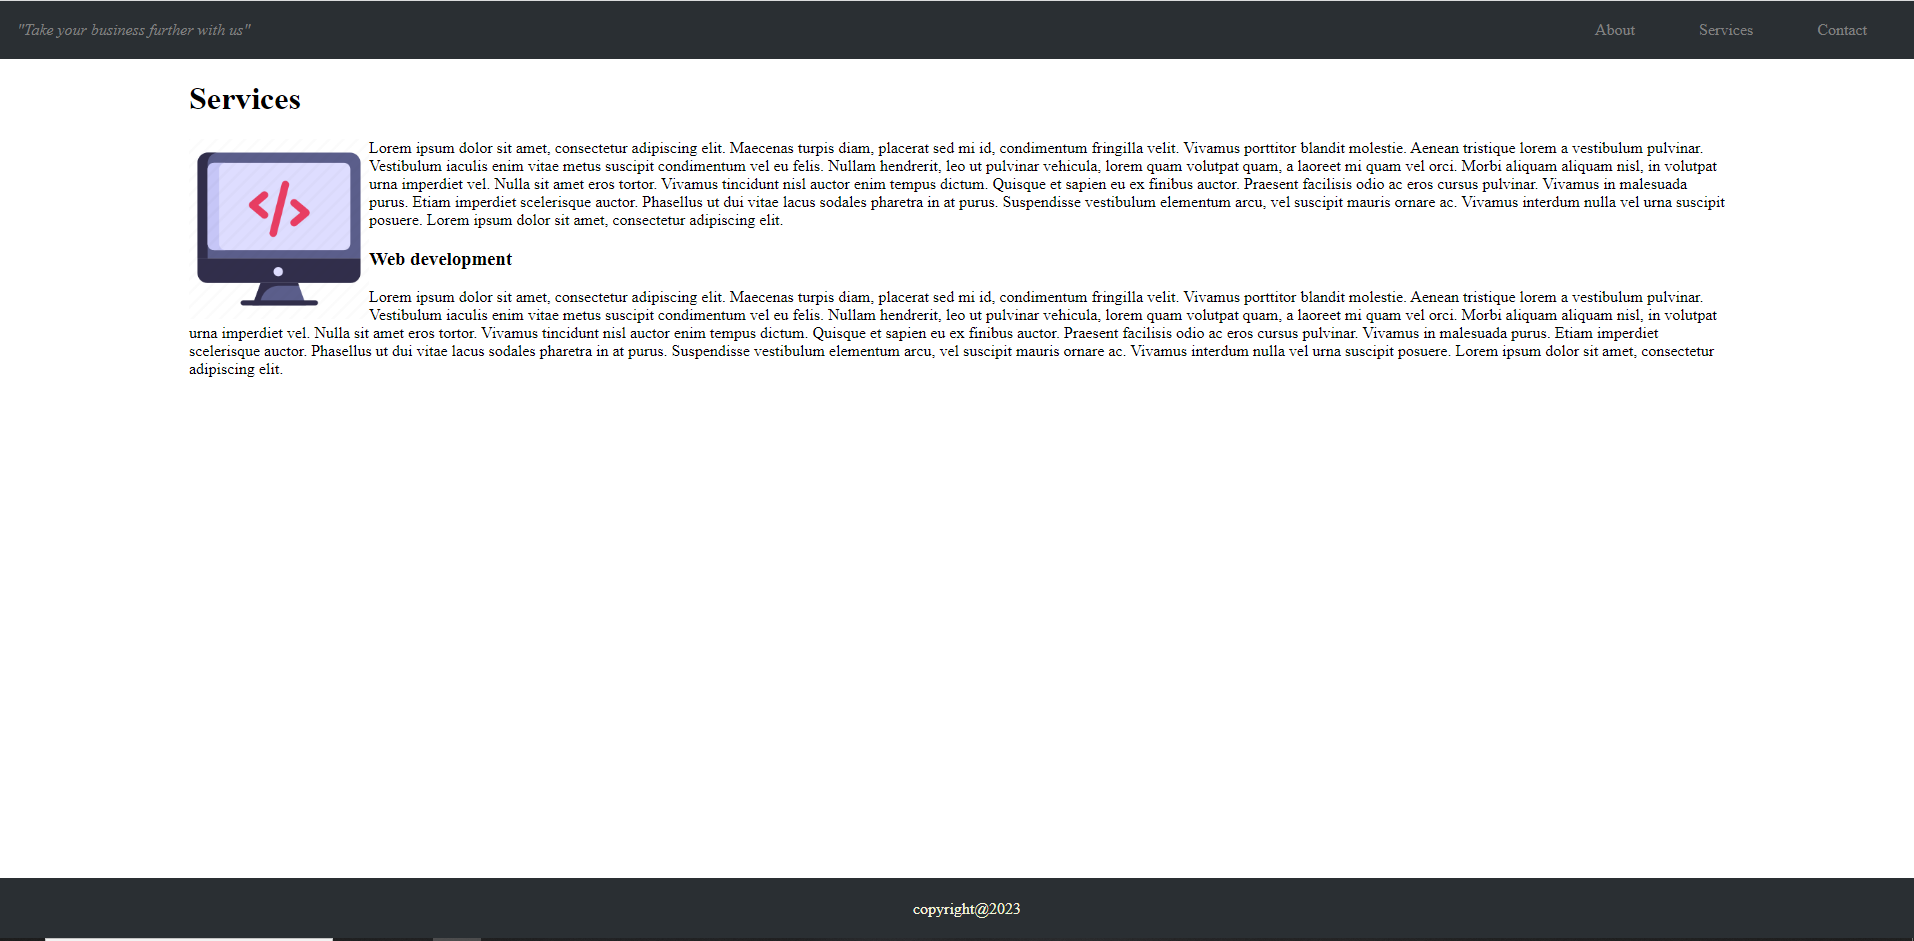 "Take your business further with us" About Services Contact
Services
Lorem ipsum dolor sit amet, consectetur adipiscing elit. Maecenas turpis diam, placerat sed mi id, condimentum fringilla velit. Vivamus porttitor blandit molestie. Aenean tristique lorem a vestibulum pulvinar.
Vestibulum iaculis enim vitae metus suscipit condimentum vel eu felis. Nullam hendrerit, leo ut pulvinar vehicula, lorem quam volutpat quam, a laoreet mi quam vel orci. Morbi aliquam aliquam nisl, in volutpat
urna imperdiet vel. Nulla sit amet eros tortor. Vivamus tincidunt nisl auctor enim tempus dictum. Quisque et sapien eu ex finibus auctor. Praesent facilisis odio ac eros cursus pulvinar. Vivamus in malesuada
purus. Etiam imperdiet scelerisque auctor. Phasellus ut dui vitae lacus sodales pharetra in at purus. Suspendisse vestibulum elementum arcu, vel suscipit mauris ornare ac. Vivamus interdum nulla vel urna suscipit
posuere. Lorem ipsum dolor sit amet, consectetur adipiscing elit.
</>
Web development
Lorem ipsum dolor sit amet, consectetur adipiscing elit. Maecenas turpis diam, placerat sed mi id, condimentum fringilla velit. Vivamus porttitor blandit molestie. Aenean tristique lorem a vestibulum pulvinar.
Vestibulum iaculis enim vitae metus suscipit condimentum vel eu felis. Nullam hendrerit, leo ut pulvinar vehicula, lorem quam volutpat quam, a laoreet mi quam vel orci. Morbi aliquam aliquam nisl, in volutpat
urna imperdiet vel. Nulla sit amet eros tortor. Vivamus tincidunt nisl auctor enim tempus dictum. Quisque et sapien eu ex finibus auctor. Praesent facilisis odio ac eros cursus pulvinar. Vivamus in malesuada purus. Etiam imperdiet
scelerisque auctor. Phasellus ut dui vitae lacus sodales pharetra in at purus. Suspendisse vestibulum elementum arcu, vel suscipit mauris ornare ac. Vivamus interdum nulla vel urna suscipit posuere. Lorem ipsum dolor sit amet, consectetur
adipiscing elit.
copyright@2023